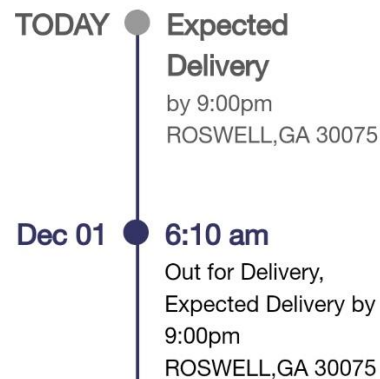 TODAY Expected
Delivery
by 9:00pm
ROSWELL,GA 30075
Dec 01 6:10 am
Out for Delivery,
Expected Delivery by
9:00pm
ROSWELL,GA 30075